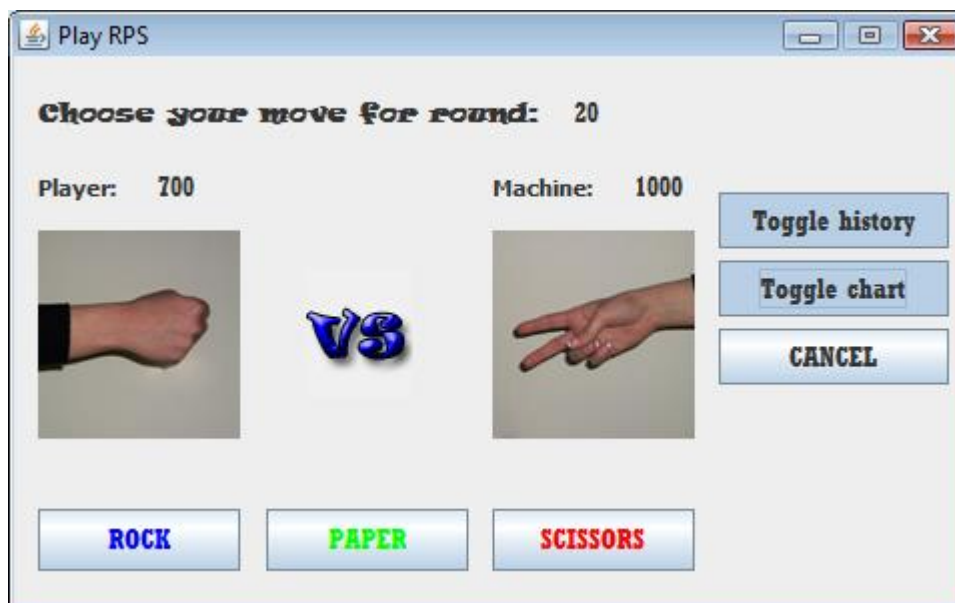 Play RPS
Choose your move for round: 20
Player: 700 Machine: 1000
Toggle history
Toggle chart
CANCEL
VS
ROCK PAPER SCISSORS